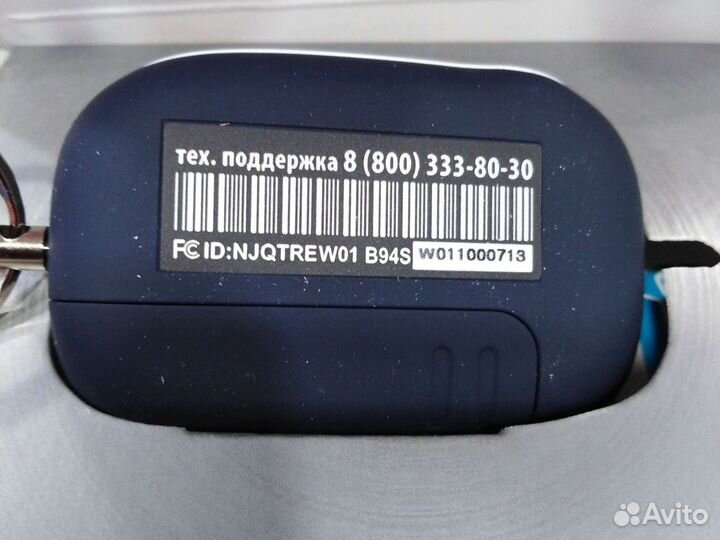 тех. поддержка 8 (800) 333-80-30
FC ID:NJQTREW01 B94S W011000713
Avito